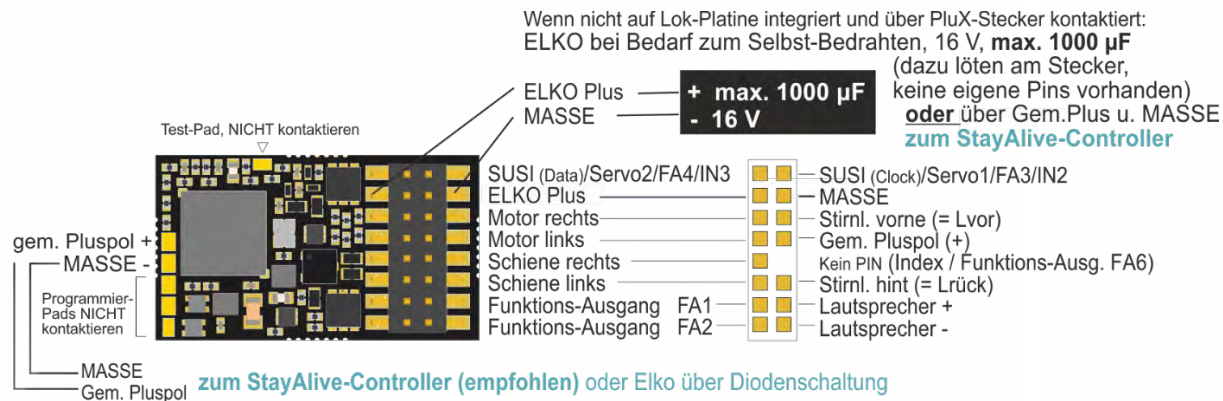 Wenn nicht auf Lok-Platine integriert und über PluX-Stecker kontaktiert:
ELKO bei Bedarf zum Selbst-Bedrahten, 16 V, max. 1000 µF
(dazu löten am Stecker,
keine eigene Pins vorhanden)
oder über Gem.Plus u. MASSE
zum StayAlive-Controller
ELKO Plus
MASSE
+ max. 1000 µF
- 16 V
Test-Pad, NICHT kontaktieren
SUSI (Data)/Servo2/FA4/IN3
ELKO Plus
Motor rechts
Motor links
Schiene rechts
Schiene links
Funktions-Ausgang FA1
Funktions-Ausgang FA2
SUSI (Clock)/Servo1/FA3/IN2
MASSE
Stirnl. vorne (= Lvor)
Gem. Pluspol (+)
Kein PIN (Index / Funktions-Ausg. FA6)
Stirnl. hint (= Lrück)
Lautsprecher +
Lautsprecher -
gem. Pluspol +
MASSE -
Programmier-
Pads NICHT
kontaktieren
MASSE
Gem. Pluspol
zum StayAlive-Controller (empfohlen) oder Elko über Diodenschaltung